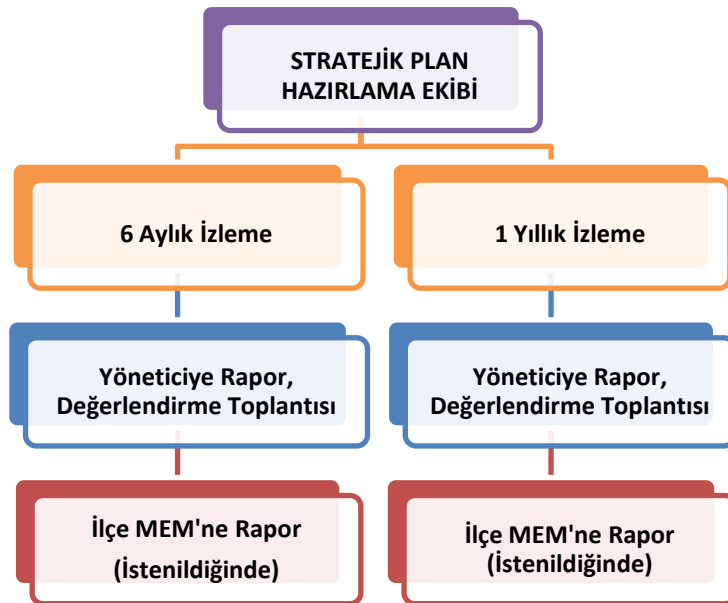 STRATEJİK PLAN
HAZIRLAMA EKİBİ
6 Aylık İzleme
1 Yıllık İzleme
Yöneticiye Rapor,
Değerlendirme Toplantısı
Yöneticiye Rapor,
Değerlendirme Toplantısı
İlçe MEM'ne Rapor
(İstenildiğinde)
İlçe MEM'ne Rapor
(İstenildiğinde)